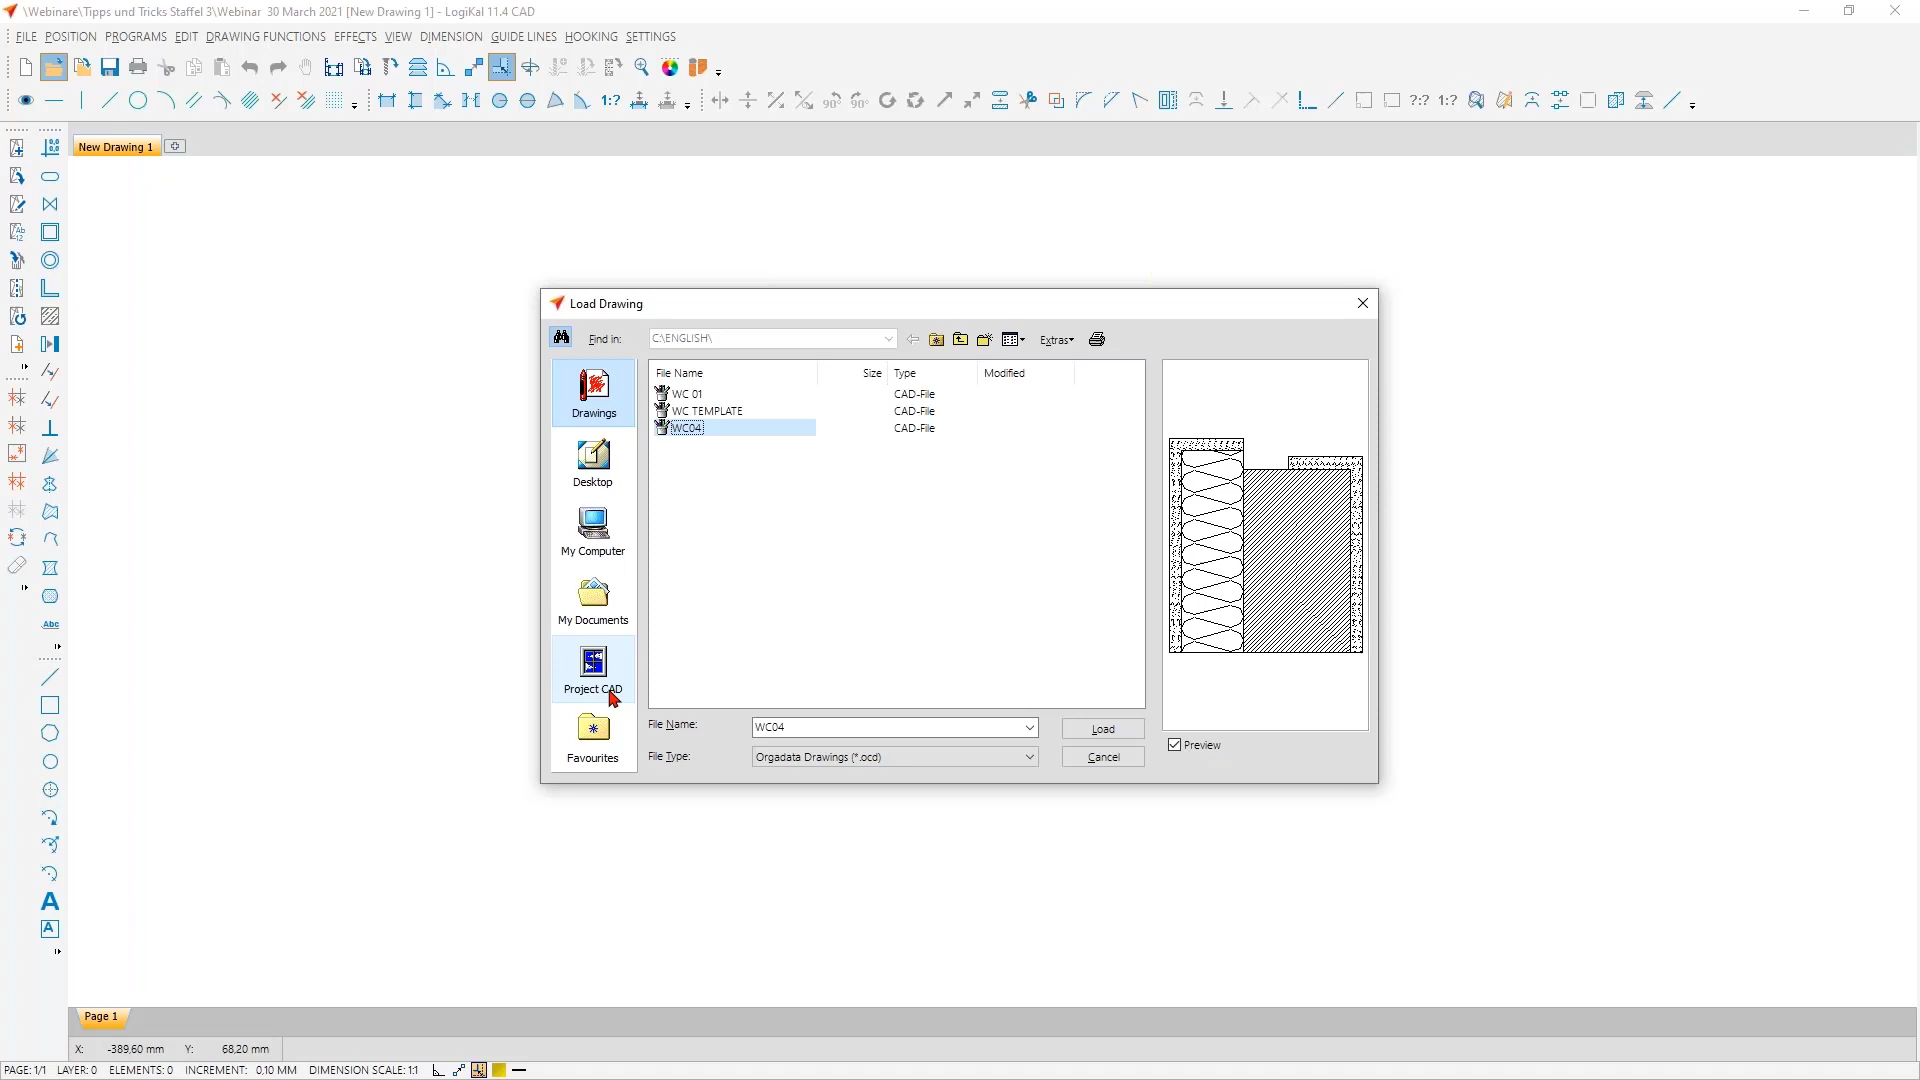 \Webinare\Tipps und Tricks Staffel 3\Webinar  30 March 2021 [New Drawing 1] - LogiKal 11.4 CAD
FILE POSITION PROGRAMS EDIT DRAWING FUNCTIONS EFFECTS VIEW DIMENSION GUIDE LINES HOOKING SETTINGS
1:? 90° 90° ?:? 1:?
New Drawing 1
Load Drawing
Find in: C:\ENGLISH\ Extras
File Name Size Type Modified
WC 01 CAD-File
WC TEMPLATE CAD-File
WC04 CAD-File
Drawings
Desktop
My Computer
My Documents
Project CAD
Favourites
File Name: WC04 Load
File Type: Orgadata Drawings (*.ocd) Cancel
Preview
Abc
A
A
Page 1
X: -389,60 mm Y: 68,20 mm
PAGE: 1/1 LAYER: 0 ELEMENTS: 0 INCREMENT: 0,10 MM DIMENSION SCALE: 1:1